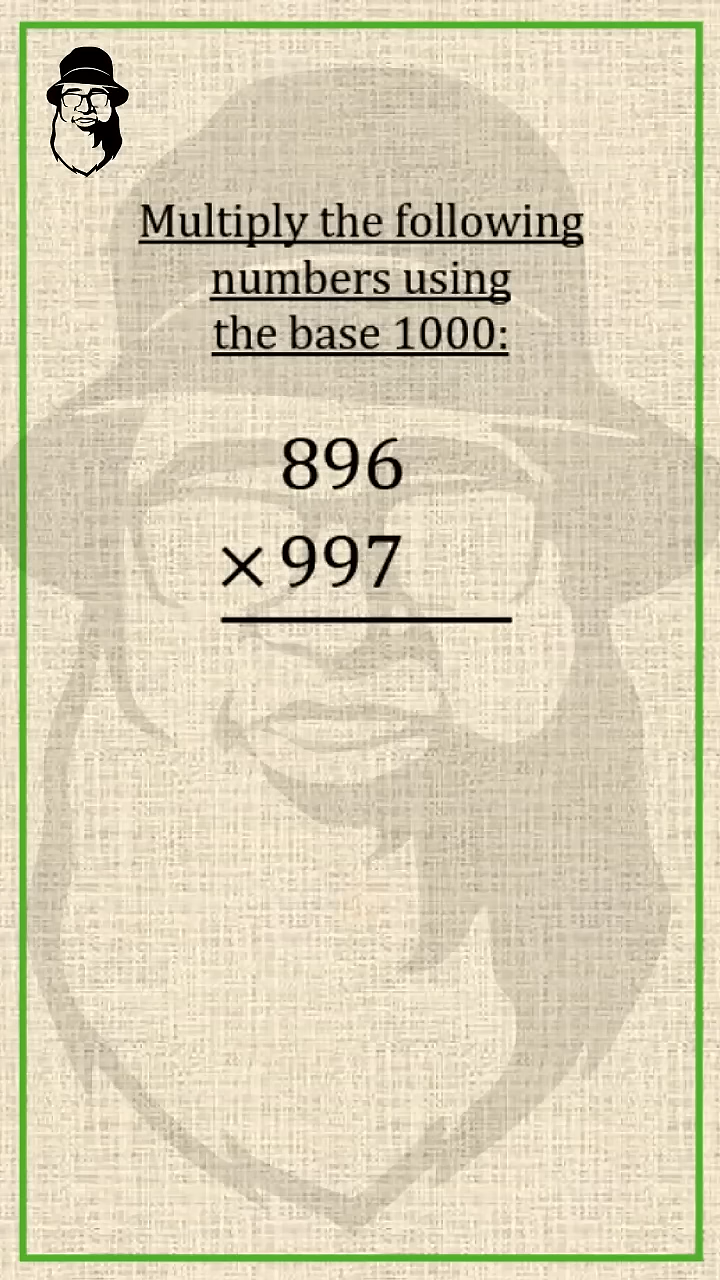 Multiply the following
numbers using
the base 1000:
896
×997